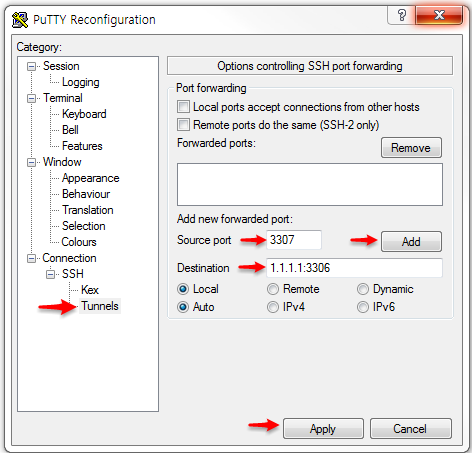 PuTTY Reconfiguration
?
Category:
Session
Logging
Terminal
Keyboard
Bell
Features
Window
Appearance
Behaviour
Translation
Selection
Colours
Connection
SSH
Kex
Tunnels
Options controlling SSH port forwarding
Port forwarding
Local ports accept connections from other hosts
Remote ports do the same (SSH-2 only)
Forwarded ports:
Remove
Add new forwarded port:
Source port 3307 Add
Destination 1.1.1.1:3306
Local Remote Dynamic
Auto IPv4 IPv6
Apply Cancel